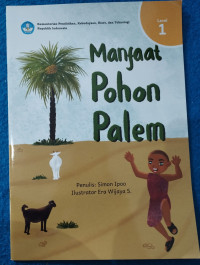 Kementerian Pendidikan, Kebudayaan, Riset, dan Teknologi
Republik Indonesia
Level
1
Manfaat
Pohon
Palem
Penulis: Simon Ipoo
Ilustrator Era Wijaya S.